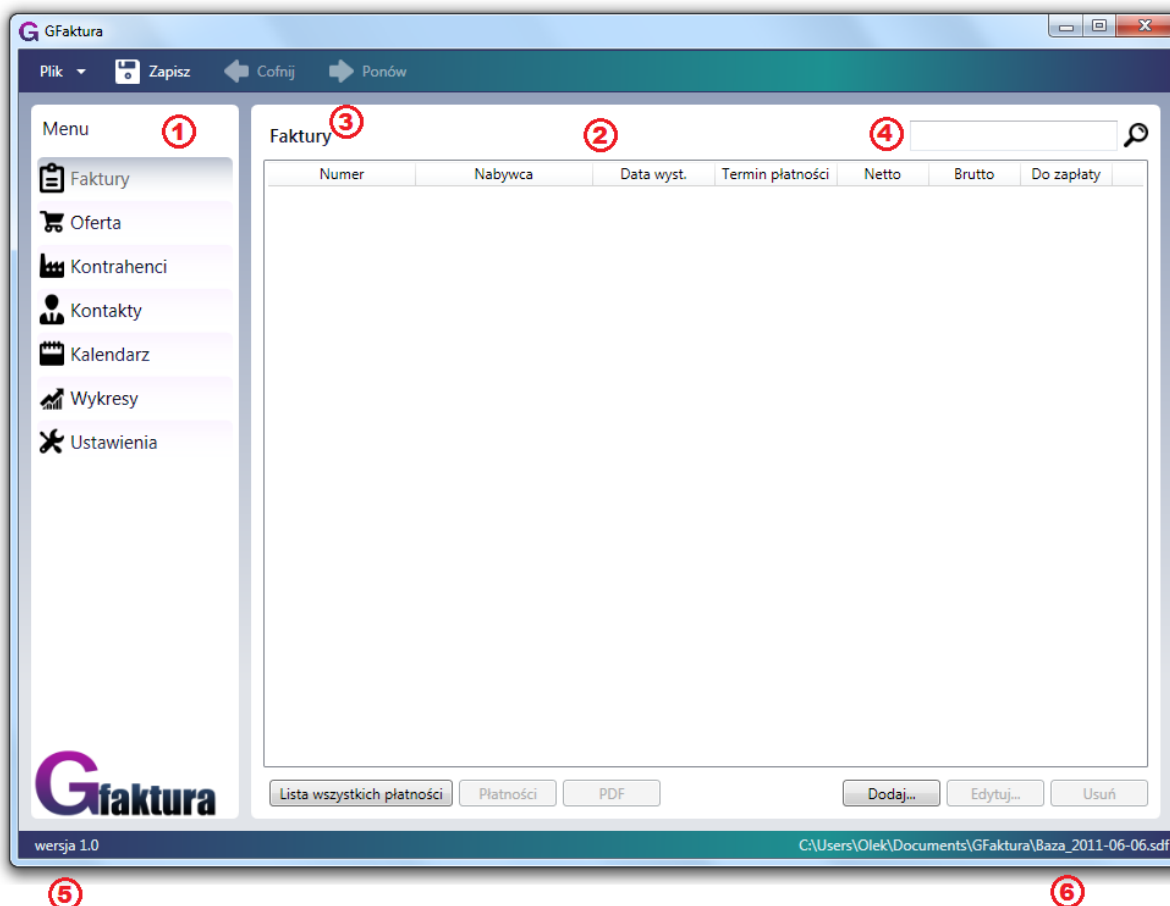 GFaktura
Plik Zapisz Cofnij Ponów
Menu 1
Faktury 3 2 4
Numer Nabywca Data wyst. Termin płatności Netto Brutto Do zapłaty
Faktury
Oferta
Kontrahenci
Kontakty
Kalendarz
Wykresy
Ustawienia
Gfaktura
Lista wszystkich płatności Płatności PDF Dodaj... Edytuj... Usuń
wersja 1.0 C:\Users\Olek\Documents\GFaktura\Baza_2011-06-06.sdf
5 6